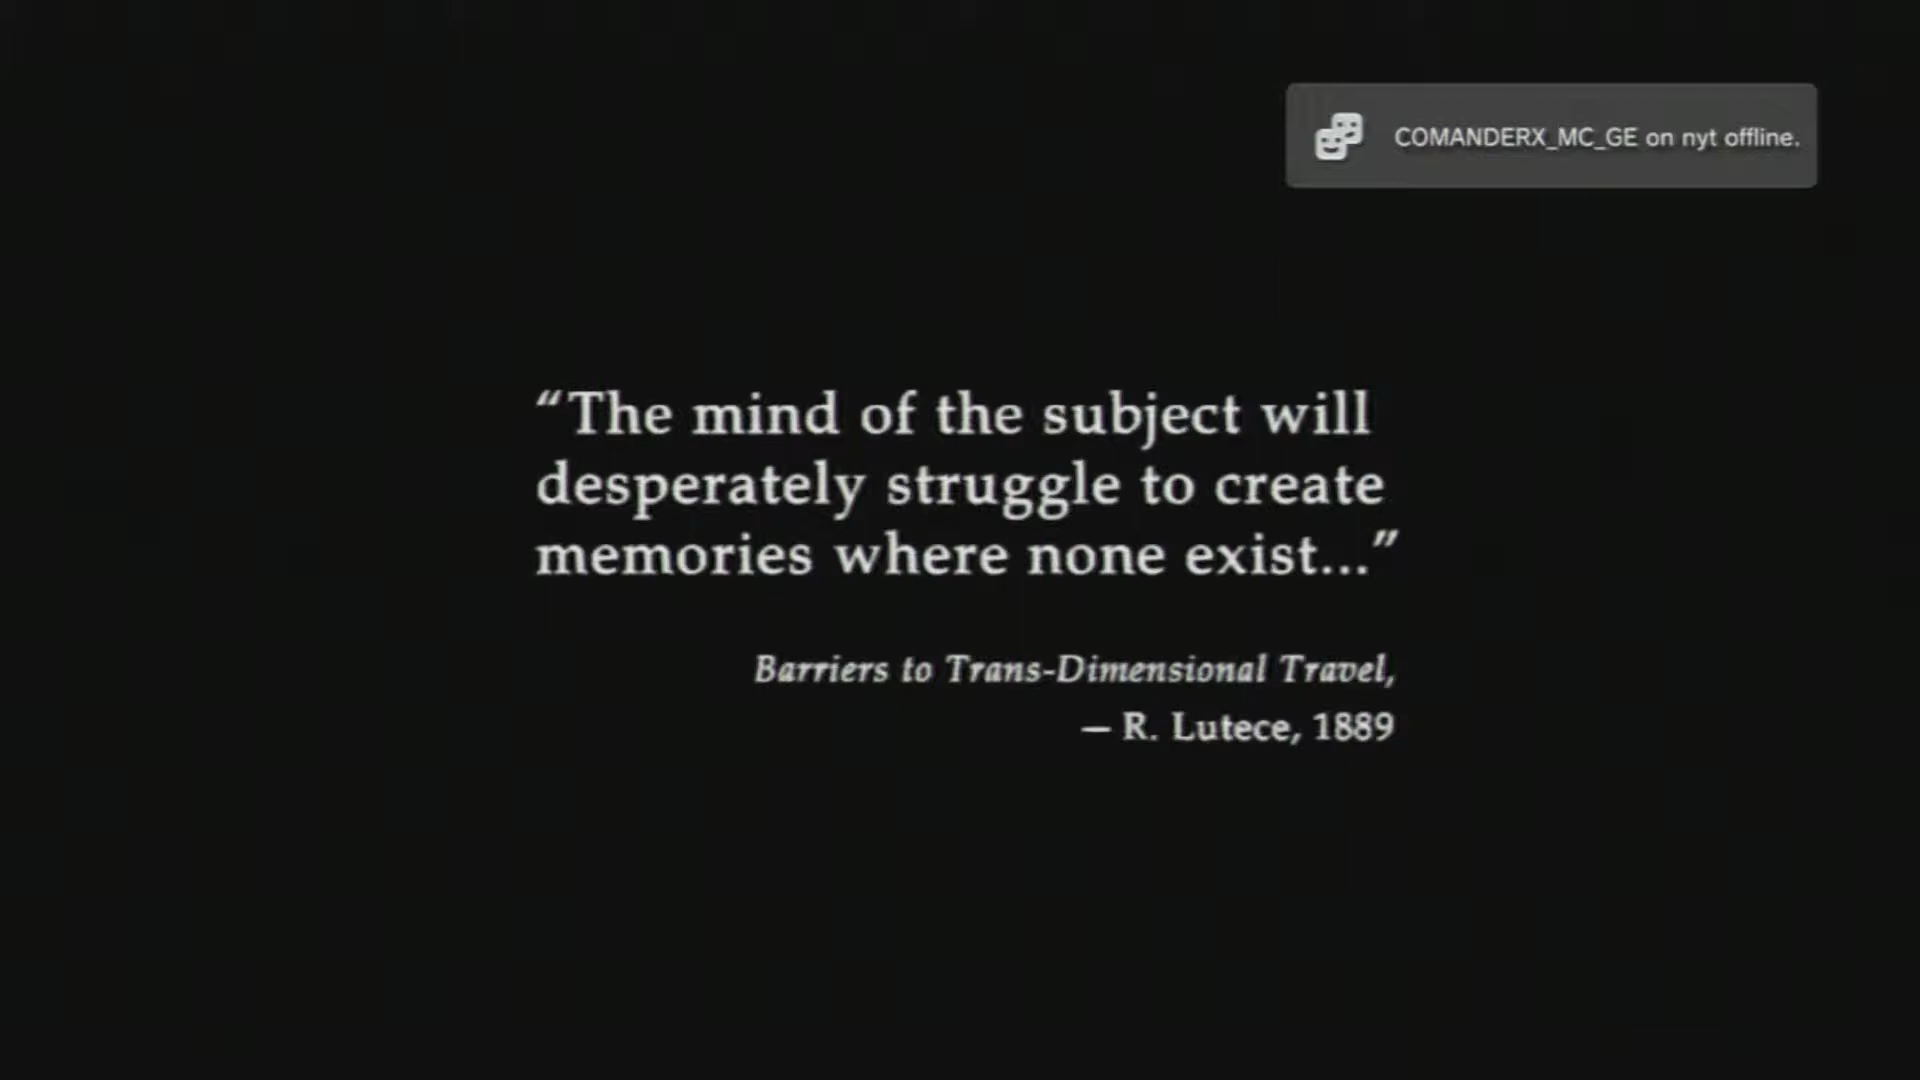 COMANDERX_MC_GE on nyt offline.
“The mind of the subject will
desperately struggle to create
memories where none exist...”
Barriers to Trans-Dimensional Travel,
— R. Lutece, 1889